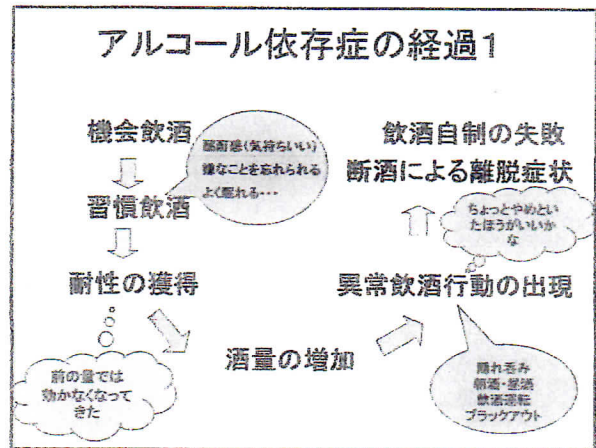 アルコール依存症の経過1
機会飲酒
酩酊感(気持ちいい)
嫌なことを忘れられる
よく眠れる・・・
習慣飲酒
耐性の獲得
前の量では
効かなくなって
きた
酒量の増加
飲酒自制の失敗
断酒による離脱症状
ちょっとやめとい
たほうがいいか
な
異常飲酒行動の出現
隠れ呑み
朝酒・昼酒
飲酒運転
ブラックアウト